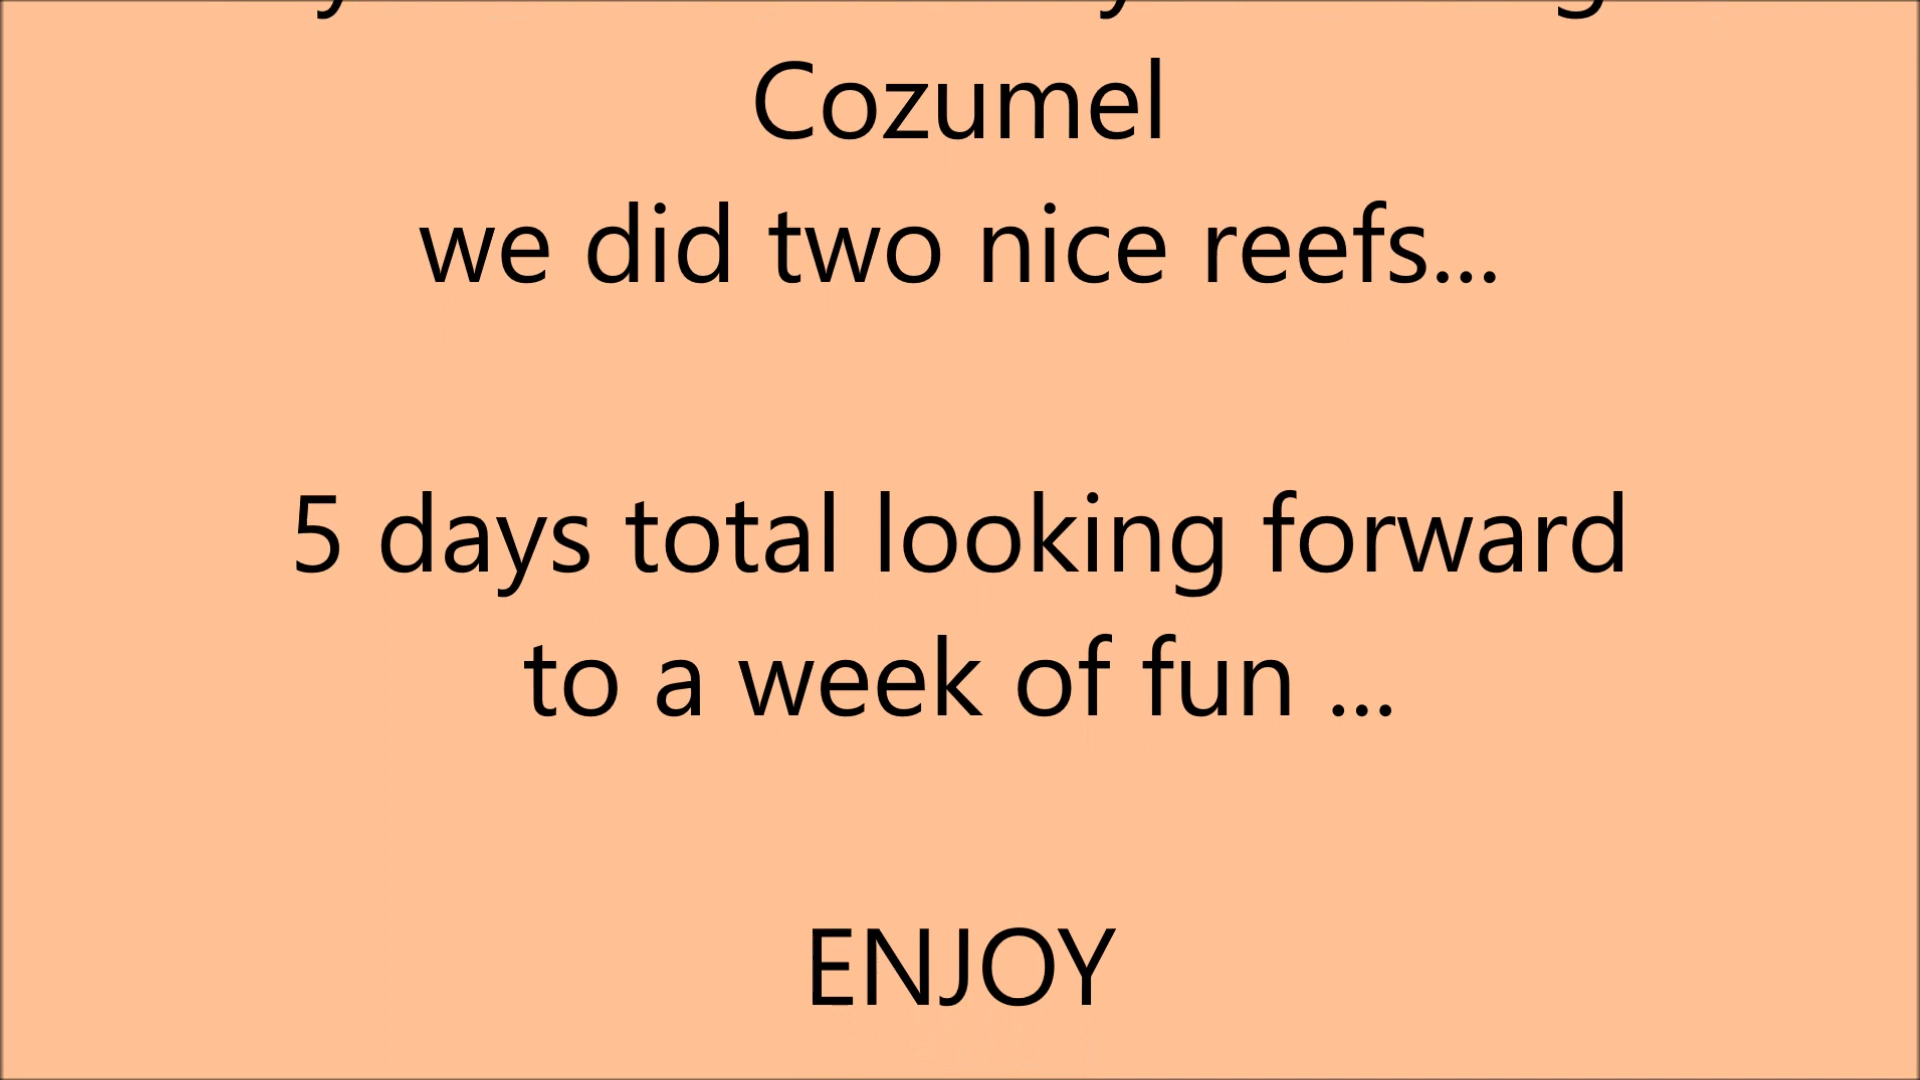 Cozumel
we did two nice reefs...
5 days total looking forward
to a week of fun ...
ENJOY